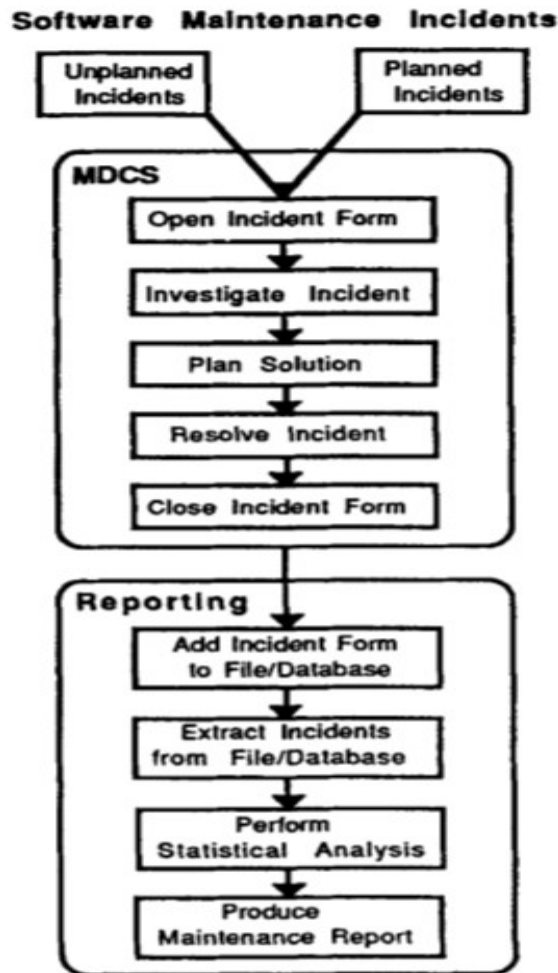 Software Maintenance Incidents
Unplanned
Incidents
Planned
Incidents
MDCS
Open Incident Form
Investigate Incident
Plan Solution
Resolve Incident
Close Incident Form
Reporting
Add Incident Form
to File/Database
Extract Incidents
from File/Database
Perform
Statistical Analysis
Produce
Maintenance Report